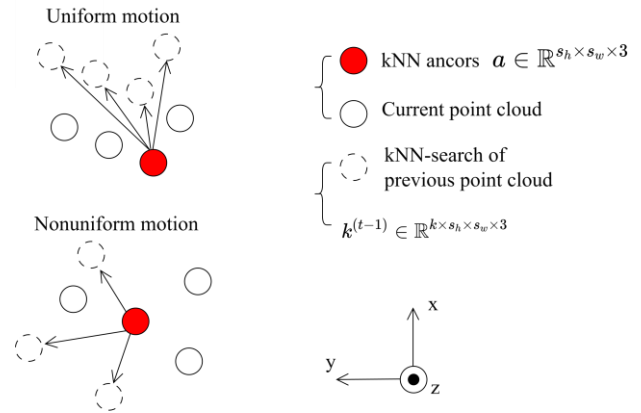 Uniform motion
kNN ancors a ∈ ℝ^{s_h×s_w×3}
Current point cloud
kNN-search of
previous point cloud
Nonuniform motion
k^{(t−1)} ∈ ℝ^{k×s_h×s_w×3}
x
y
z